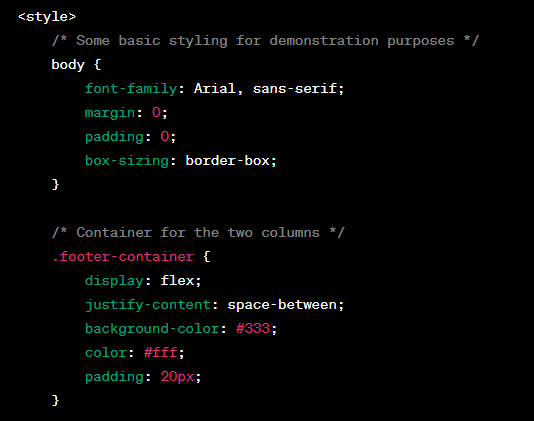 <style>
/* Some basic styling for demonstration purposes */
body {
font-family: Arial, sans-serif;
margin: 0;
padding: 0;
box-sizing: border-box;
}
/* Container for the two columns */
.footer-container {
display: flex;
justify-content: space-between;
background-color: #333;
color: #fff;
padding: 20px;
}